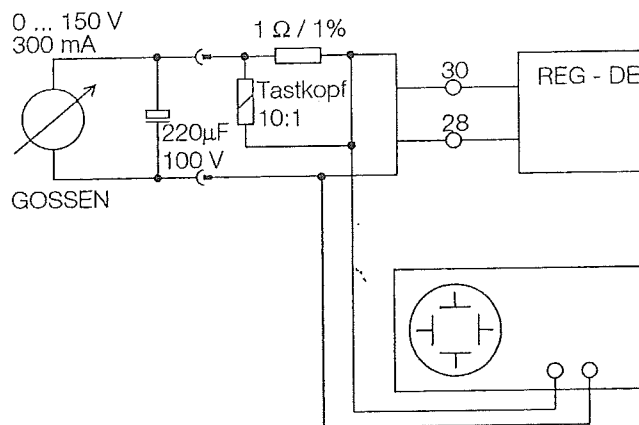 0 ... 150 V
300 mA
1 Ω / 1%
Tastkopf
10:1
220µF
100 V
GOSSEN
30
28
REG - DE